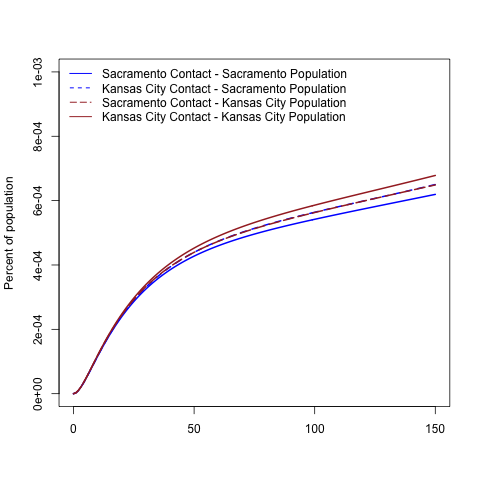 Sacramento Contact - Sacramento Population
Kansas City Contact - Sacramento Population
Sacramento Contact - Kansas City Population
Kansas City Contact - Kansas City Population
Percent of population
1e-03
8e-04
6e-04
4e-04
2e-04
0e+00
0 50 100 150